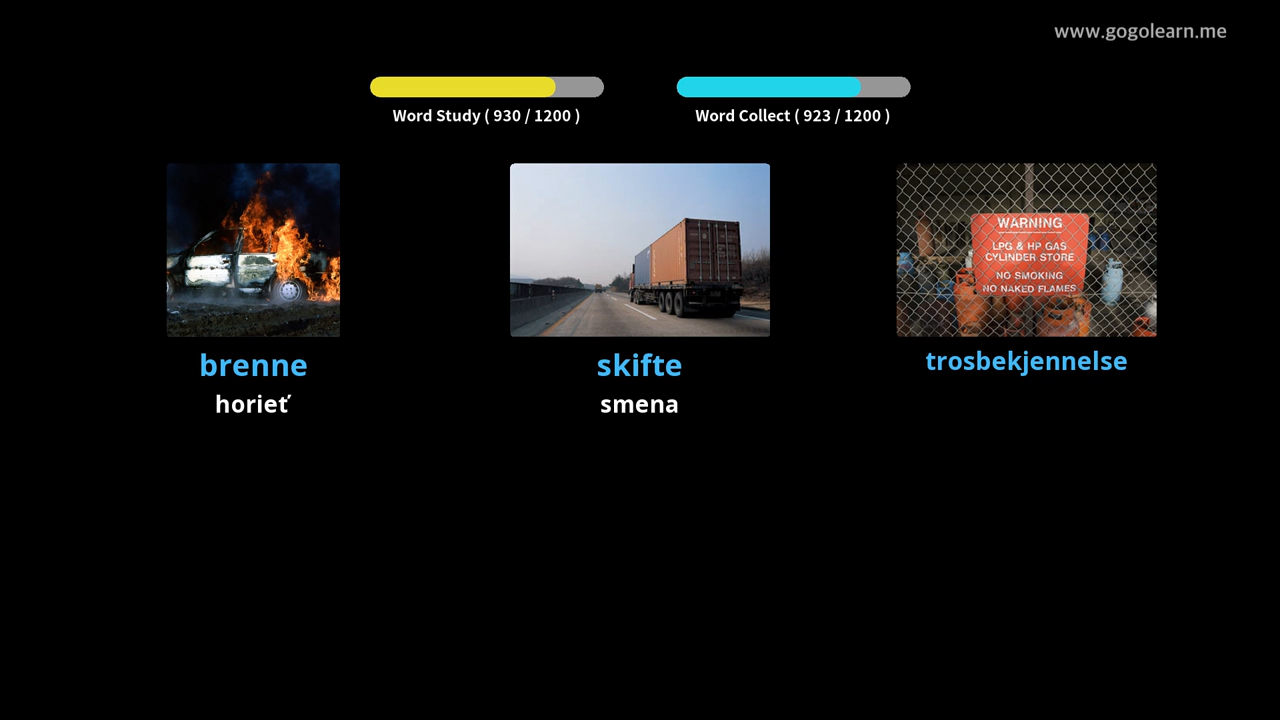 www.gogolearn.me
Word Study ( 930 / 1200 )
Word Collect ( 923 / 1200 )
WARNING
LPG & HP GAS
CYLINDER STORE
NO SMOKING
NO NAKED FLAMES
brenne
skifte
trosbekjennelse
horieť
smena